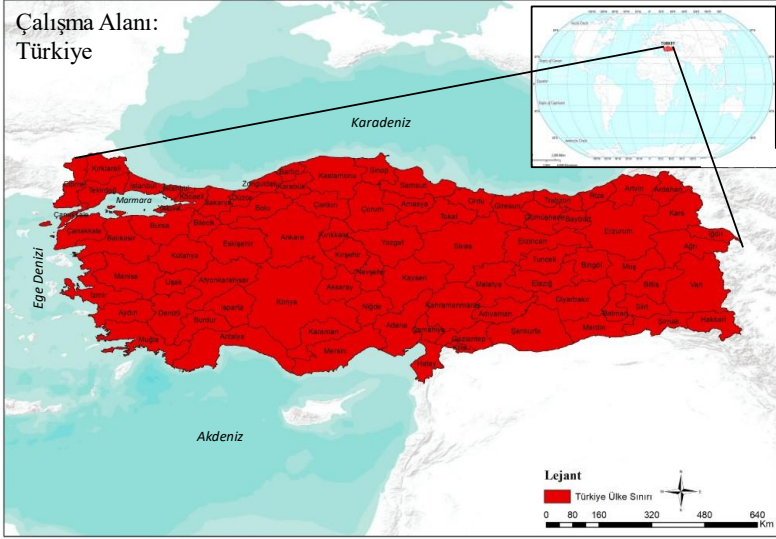 Çalışma Alanı:
Türkiye
TURKEY
Karadeniz
Marmara
Ege Denizi
Akdeniz
Kırklareli
Edirne
Tekirdağ
İstanbul
Kocaeli
Sakarya
Düzce
Zonguldak
Bartın
Karabük
Kastamonu
Sinop
Samsun
Ordu
Giresun
Trabzon
Rize
Artvin
Ardahan
Kars
Iğdır
Ağrı
Çanakkale
Çanakkale
Balıkesir
Bursa
Bilecik
Bolu
Çankırı
Çorum
Amasya
Tokat
Gümüşhane
Bayburt
Erzurum
Kütahya
Eskişehir
Ankara
Kırıkkale
Kırşehir
Yozgat
Sivas
Erzincan
Tunceli
Bingöl
Muş
Manisa
İzmir
Uşak
Afyonkarahisar
Nevşehir
Kayseri
Malatya
Elazığ
Bitlis
Van
Aydın
Denizli
Isparta
Burdur
Konya
Aksaray
Niğde
Kahramanmaraş
Adıyaman
Diyarbakır
Batman
Siirt
Hakkari
Şırnak
Mardin
Şanlıurfa
Gaziantep
Osmaniye
Adana
Karaman
Mersin
Antalya
Muğla
Hatay
Lejant
Türkiye Ülke Sınırı
0 80 160 320 480 640
Km